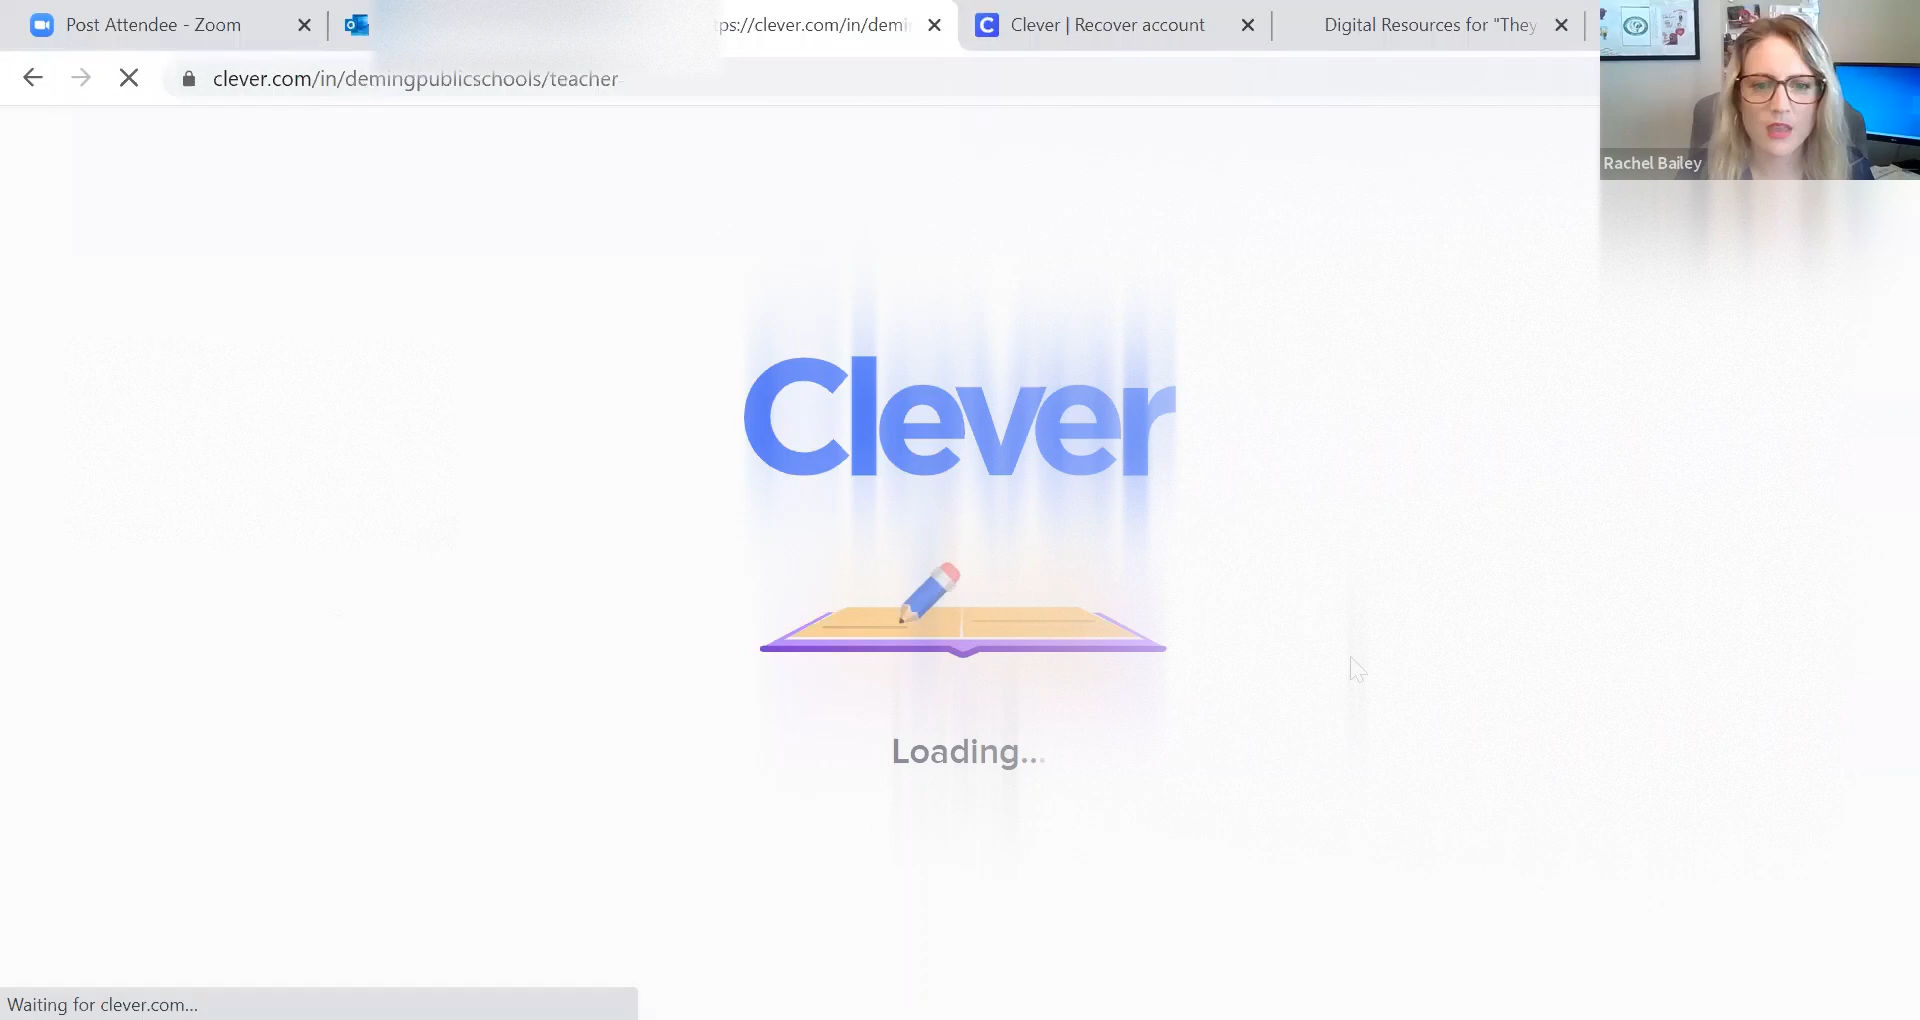 Post Attendee - Zoom
tps://clever.com/in/demi
Clever | Recover account
Digital Resources for "They
clever.com/in/demingpublicschools/teacher
Rachel Bailey
Clever
Loading...
Waiting for clever.com...